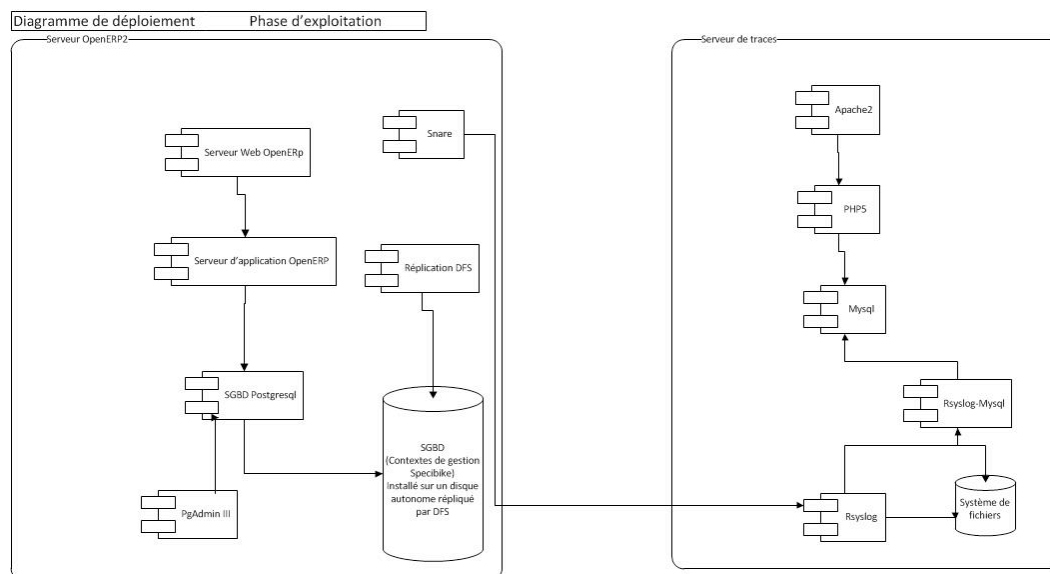 Diagramme de déploiement Phase d'exploitation
Serveur OpenERP2
Serveur de traces
Snare
Serveur Web OpenERp
Serveur d'application OpenERP
Réplication DFS
SGBD Postgresql
PgAdmin III
SGBD
(Contextes de gestion
Specibike)
Installé sur un disque
autonome répliqué
par DFS
Apache2
PHP5
Mysql
Rsyslog-Mysql
Rsyslog
Système de
fichiers